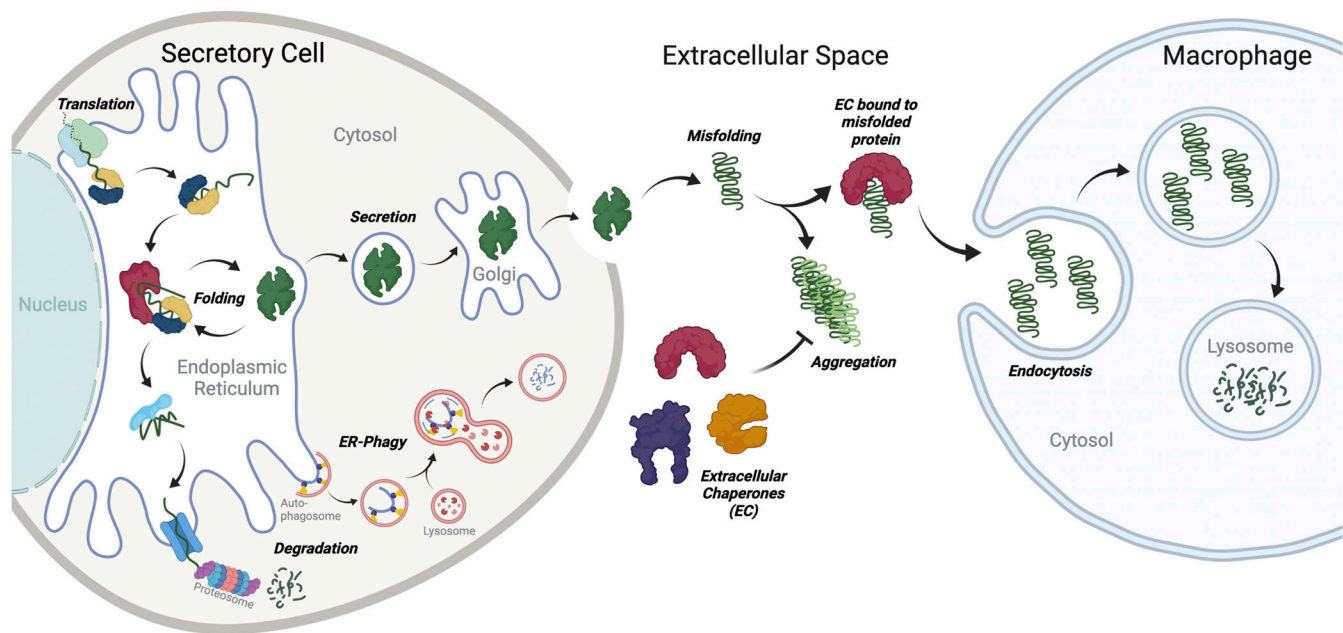 Secretory Cell
Extracellular Space
Macrophage
Translation
Cytosol
Misfolding
EC bound to
misfolded
protein
Secretion
Golgi
Nucleus
Folding
Endoplasmic
Reticulum
Aggregation
Endocytosis
Lysosome
Cytosol
ER-Phagy
Auto-
phagosome
Lysosome
Extracellular
Chaperones
(EC)
Degradation
Proteosome